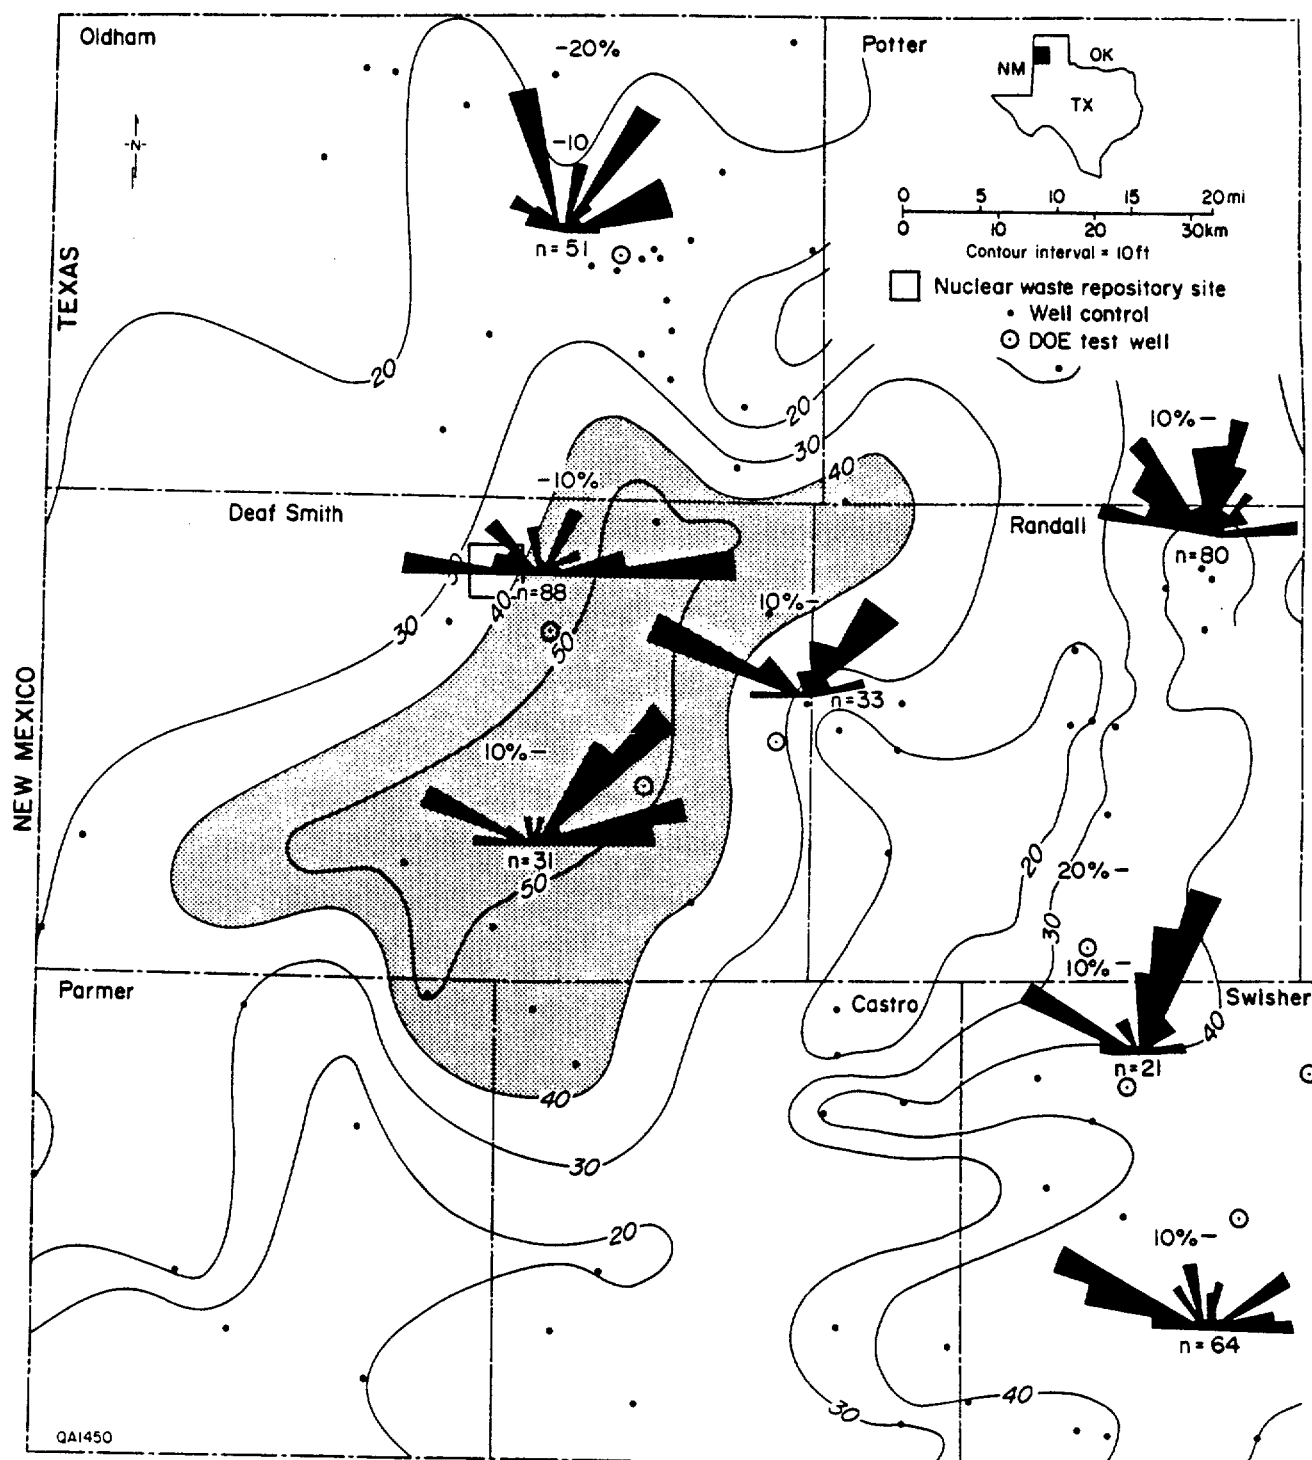 Oldham
-20%
Potter
NM
OK
TX
-N-
-10
0 5 10 15 20 mi
0 10 20 30 km
Contour interval = 10 ft
n=51
TEXAS
Nuclear waste repository site
Well control
DOE test well
20
20
30
10%-
40
-10%
Deaf Smith
Randall
n=80
30
n=88
40
10%-
30
50
n=33
NEW MEXICO
10%-
n=31
50
20
20%-
30
10%-
Parmer
Castro
Swisher
40
n=21
40
30
20
10%-
n=64
40
30
QA1450